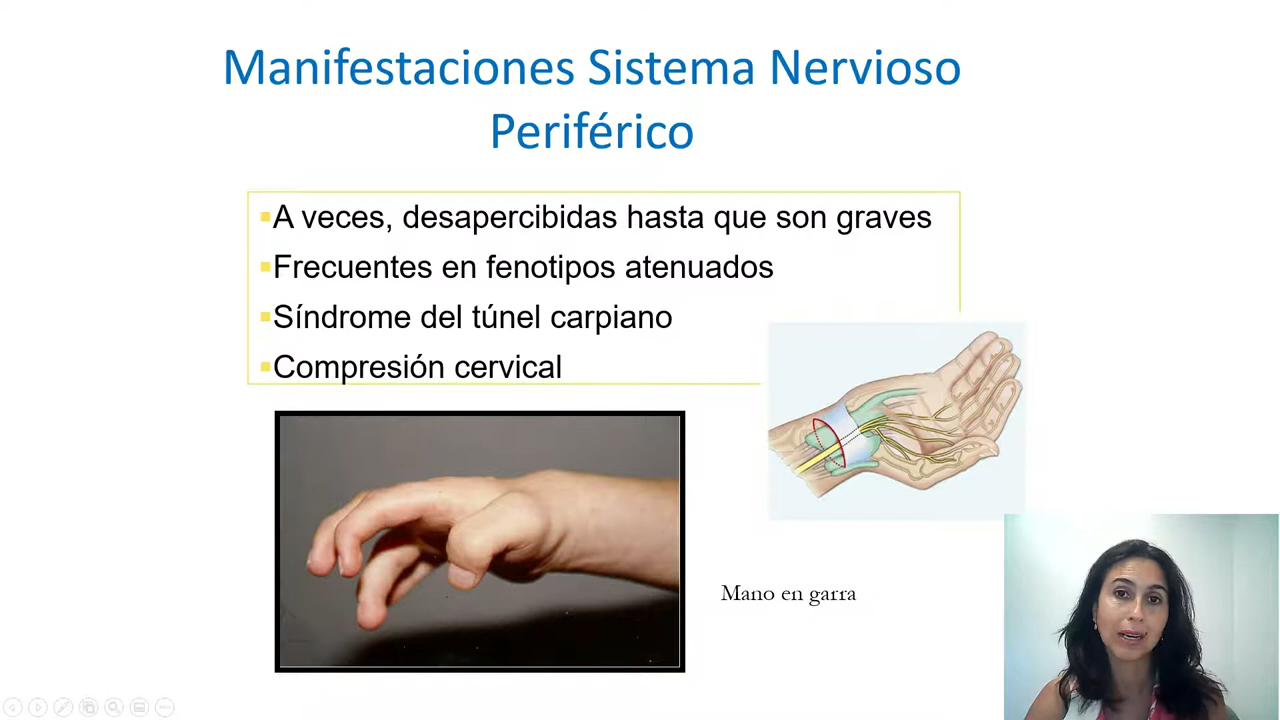 Manifestaciones Sistema Nervioso
Periférico
A veces, desapercibidas hasta que son graves
Frecuentes en fenotipos atenuados
Síndrome del túnel carpiano
Compresión cervical
Mano en garra